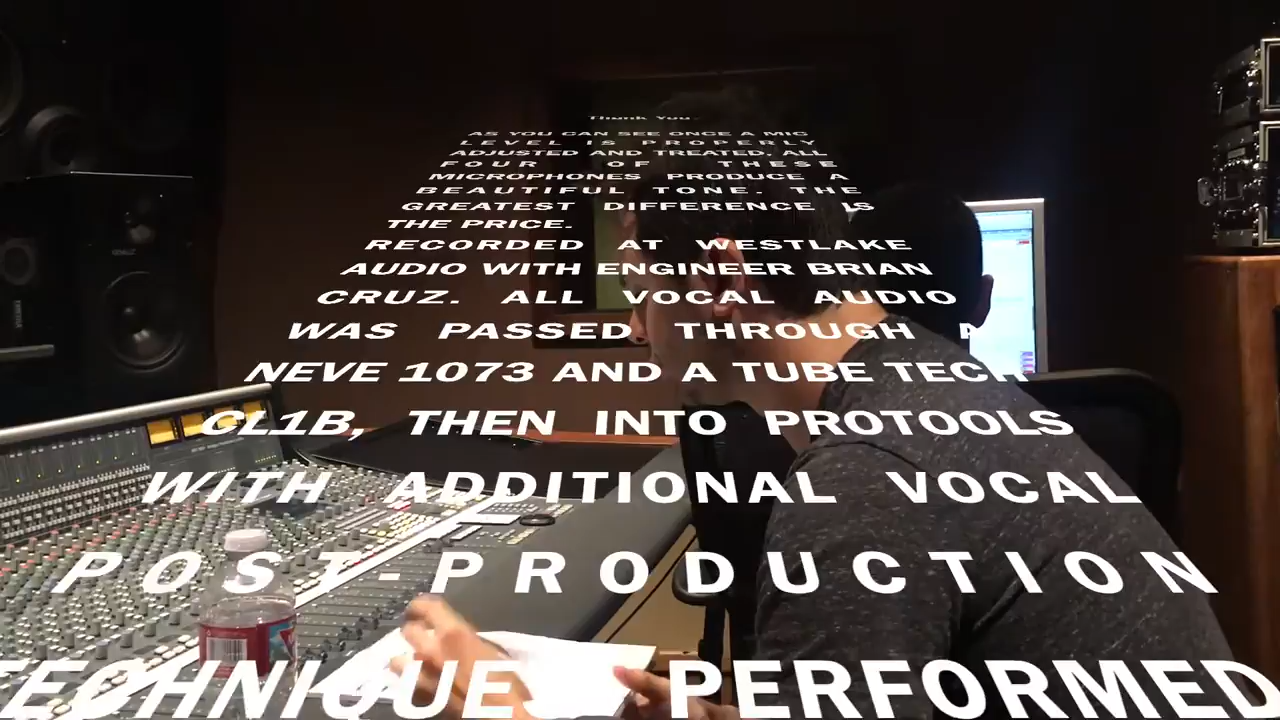 Thank You.
AS YOU CAN SEE ONCE A MIC
LEVEL IS PROPERLY
ADJUSTED AND TREATED, ALL
FOUR OF THESE
MICROPHONES PRODUCE A
BEAUTIFUL TONE. THE
GREATEST DIFFERENCE IS
THE PRICE.
RECORDED AT WESTLAKE
AUDIO WITH ENGINEER BRIAN
CRUZ. ALL VOCAL AUDIO
WAS PASSED THROUGH A
NEVE 1073 AND A TUBE TECH
CL1B, THEN INTO PROTOOLS
WITH ADDITIONAL VOCAL
POST-PRODUCTION
TECHNIQUES PERFORMED